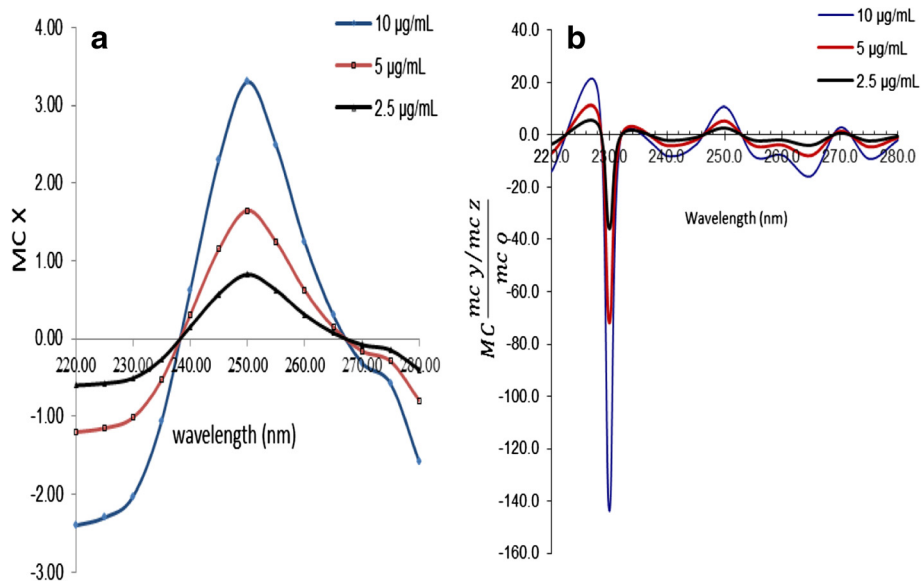 a
10 µg/mL
5 µg/mL
2.5 µg/mL
4.00
3.00
2.00
1.00
0.00
-1.00
-2.00
-3.00
MC X
220.00 230.00 240.00 250.00 260.00 270.00 280.00
wavelength (nm)
b
10 µg/mL
5 µg/mL
2.5 µg/mL
40.0
20.0
0.0
-20.0
-40.0
-60.0
-80.0
-100.0
-120.0
-140.0
-160.0
MC mc y/mc z
mc o
220.0 230.0 240.0 250.0 260.0 270.0 280.0
Wavelength (nm)